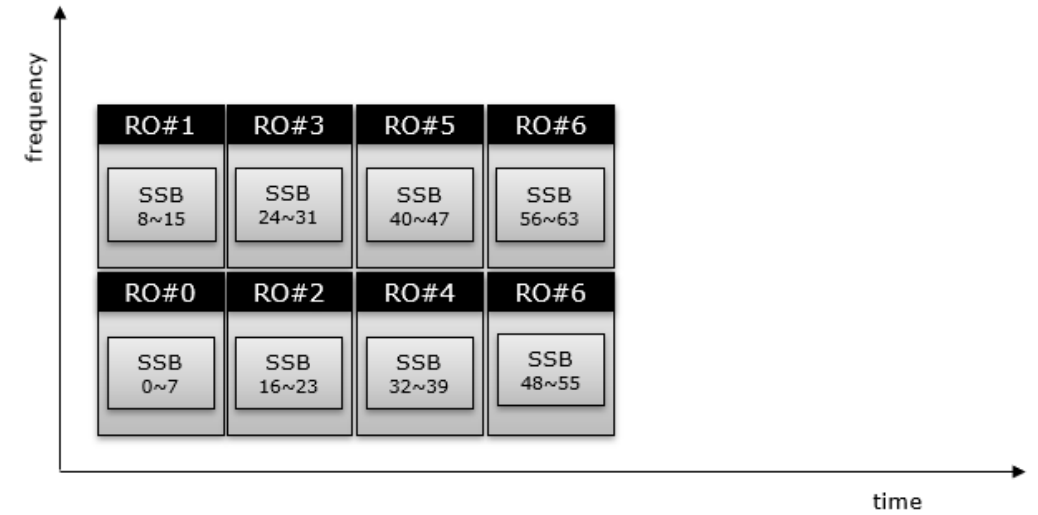 frequency
RO#1 RO#3 RO#5 RO#6
SSB SSB SSB SSB
8~15 24~31 40~47 56~63
RO#0 RO#2 RO#4 RO#6
SSB SSB SSB SSB
0~7 16~23 32~39 48~55
time